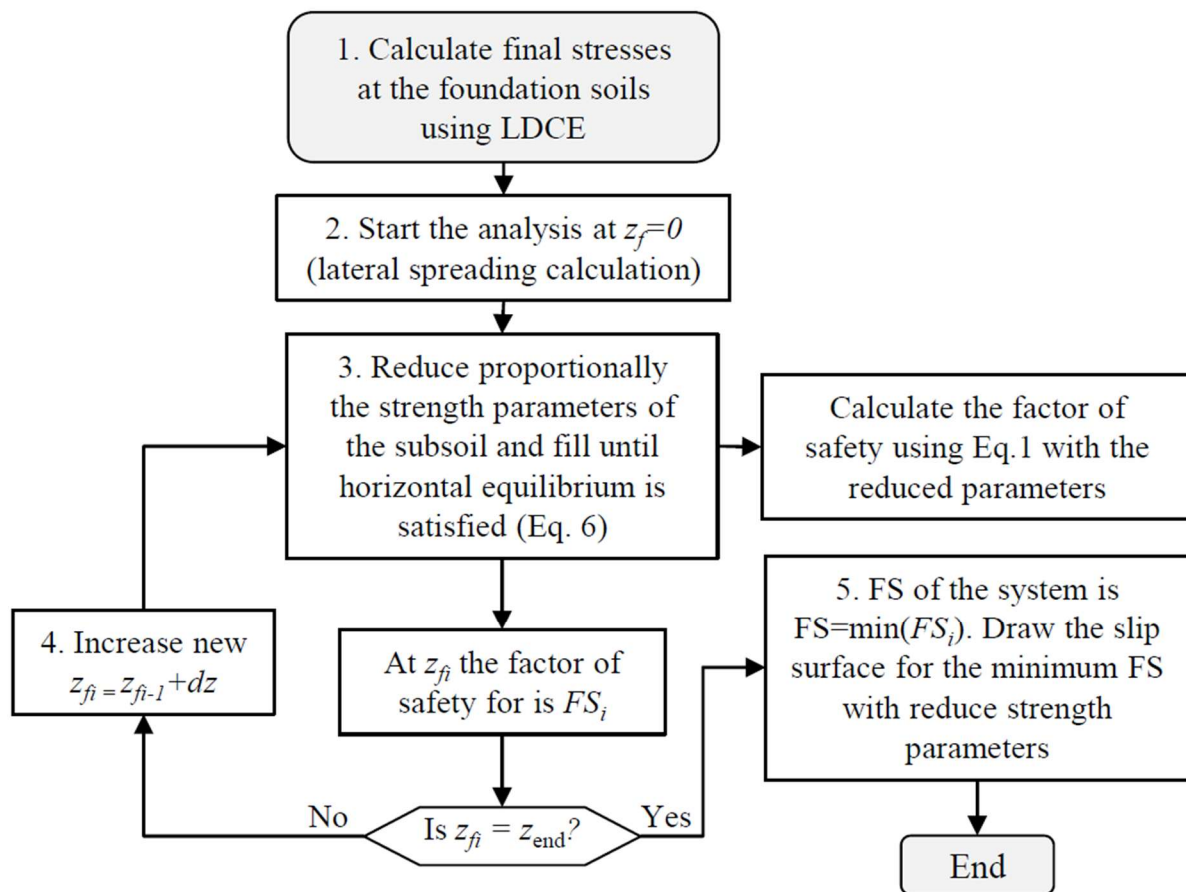 1. Calculate final stresses
at the foundation soils
using LDCE
2. Start the analysis at z_f=0
(lateral spreading calculation)
3. Reduce proportionally
the strength parameters of
the subsoil and fill until
horizontal equilibrium is
satisfied (Eq. 6)
Calculate the factor of
safety using Eq.1 with the
reduced parameters
4. Increase new
z_fi = z_fi-1+dz
At z_fi the factor of
safety for is FS_i
5. FS of the system is
FS=min(FS_i). Draw the slip
surface for the minimum FS
with reduce strength
parameters
No
Is z_fi = z_end?
Yes
End